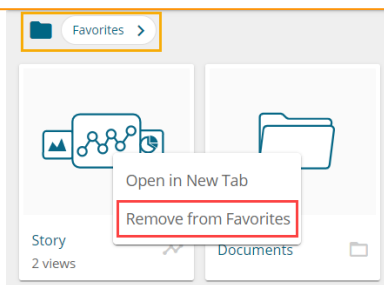 Favorites
Open in New Tab
Remove from Favorites
Story
Documents
2 views